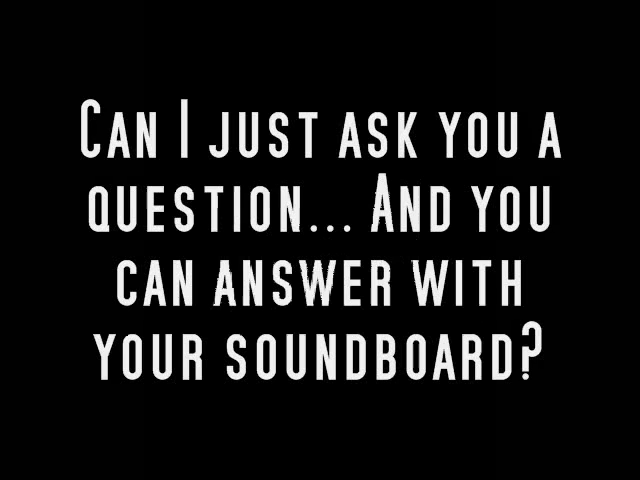 Can I just ask you a
question... And you
can answer with
your soundboard?